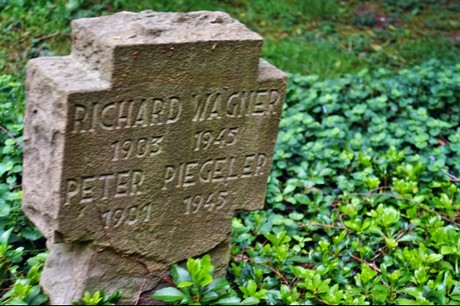 RICHARD WAGNER
1903 1945
PETER PIEGELER
1901 1945